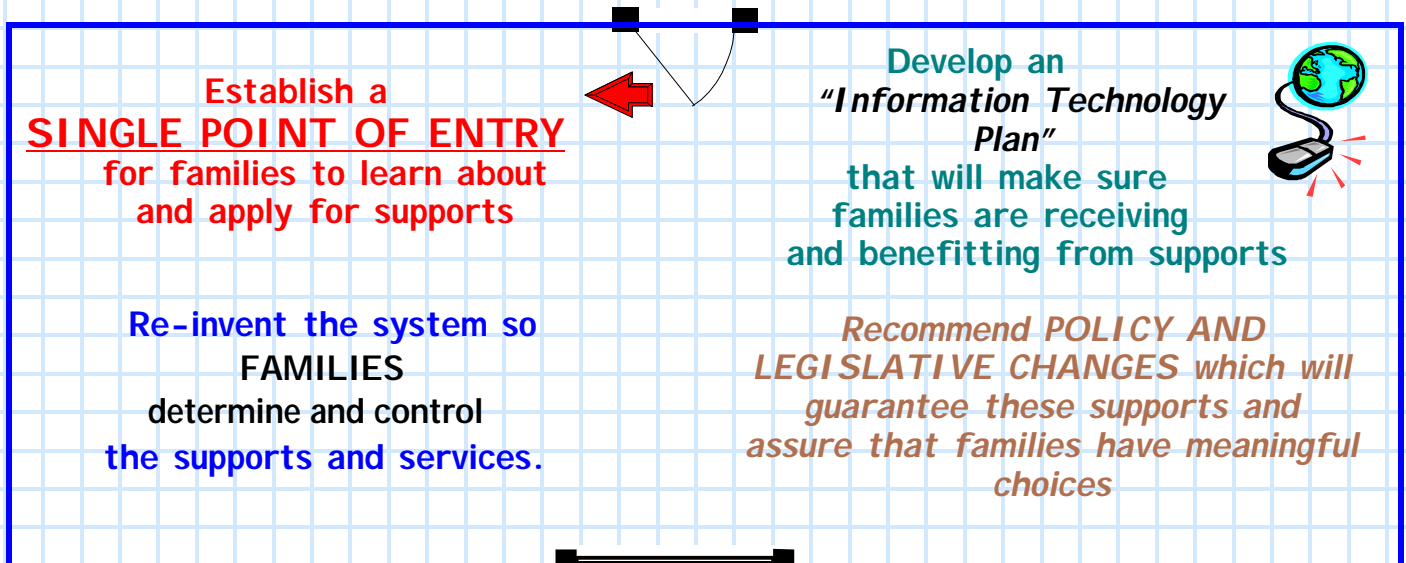 Establish a
SINGLE POINT OF ENTRY
for families to learn about
and apply for supports
Develop an
"Information Technology
Plan"
that will make sure
families are receiving
and benefitting from supports
Re-invent the system so
FAMILIES
determine and control
the supports and services.
Recommend POLICY AND
LEGISLATIVE CHANGES which will
guarantee these supports and
assure that families have meaningful
choices